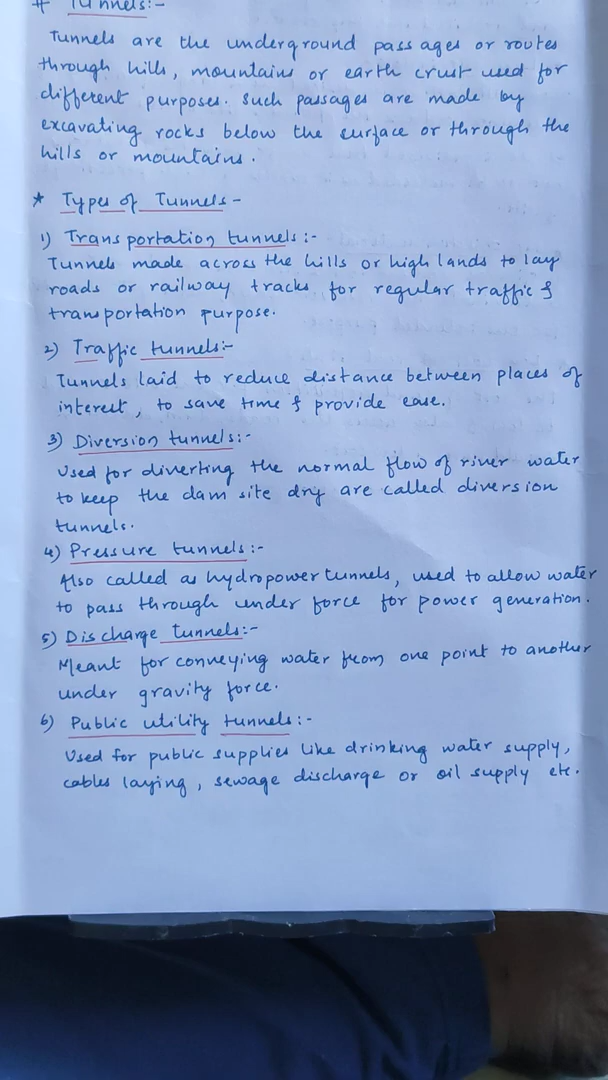 # Tunnels:-
Tunnels are the underground passages or routes
through hills, mountains or earth crust used for
different purposes. Such passages are made by
excavating rocks below the surface or through the
hills or mountains.
* Types of Tunnels -
1) Transportation tunnels:-
Tunnels made across the hills or high lands to lay
roads or railway tracks for regular traffic &
transportation purpose.
2) Traffic tunnels:-
Tunnels laid to reduce distance between places of
interest, to save time & provide ease.
3) Diversion tunnels:-
Used for diverting the normal flow of river water
to keep the dam site dry are called diversion
tunnels.
4) Pressure tunnels:-
Also called as hydropower tunnels, used to allow water
to pass through under force for power generation.
5) Discharge tunnels:-
Meant for conveying water from one point to another
under gravity force.
6) Public utility tunnels:-
Used for public supplies like drinking water supply,
cables laying, sewage discharge or oil supply etc.